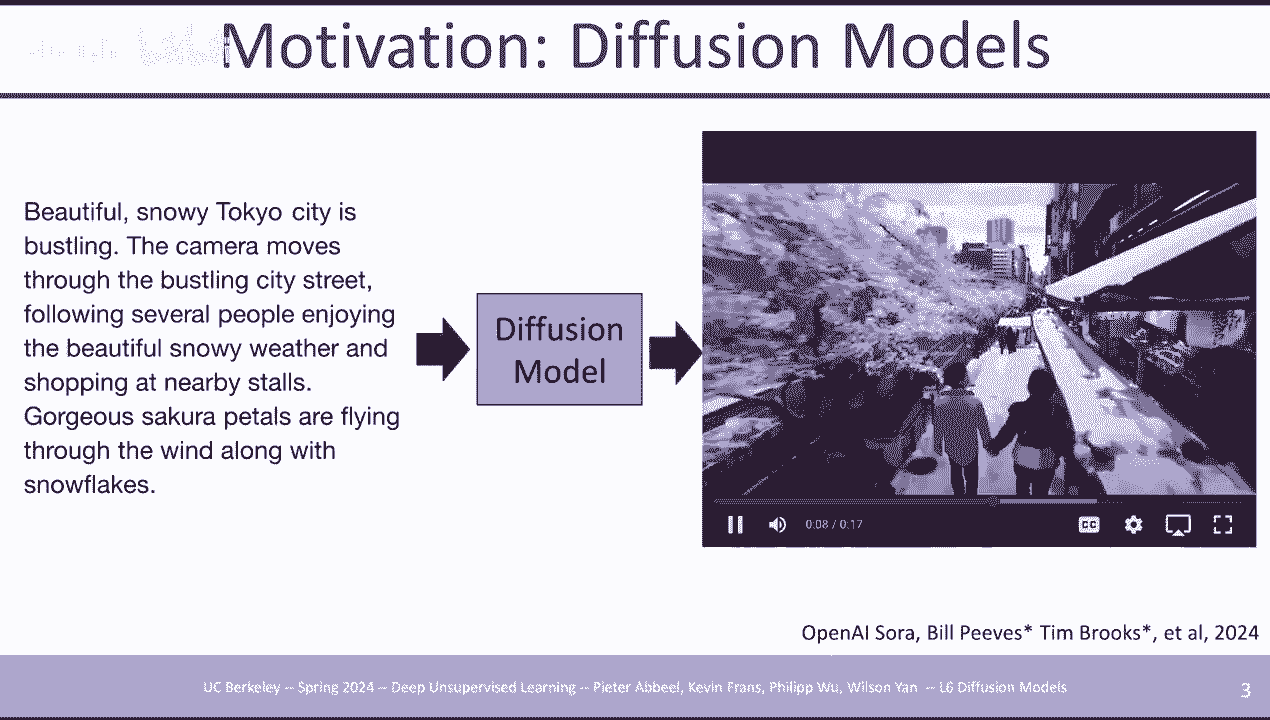 Motivation: Diffusion Models
Beautiful, snowy Tokyo city is
bustling. The camera moves
through the bustling city street,
following several people enjoying
the beautiful snowy weather and
shopping at nearby stalls.
Gorgeous sakura petals are flying
through the wind along with
snowflakes.
Diffusion
Model
0:08 / 0:17
CC
OpenAI Sora, Bill Peeves* Tim Brooks*, et al, 2024
UC Berkeley -- Spring 2024 -- Deep Unsupervised Learning -- Pieter Abbeel, Kevin Frans, Philipp Wu, Wilson Yan -- L6 Diffusion Models
3